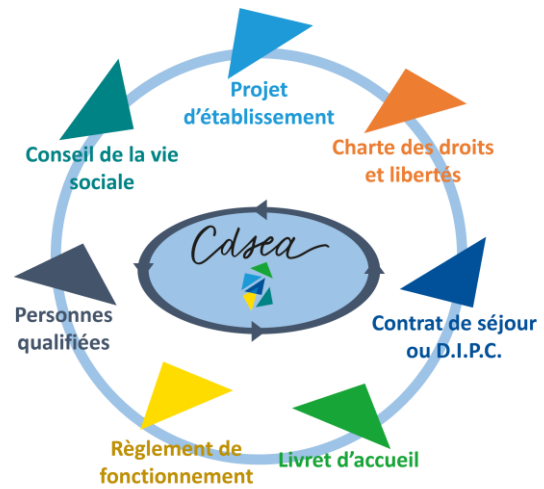 Projet
d'établissement
Charte des droits
et libertés
Contrat de séjour
ou D.I.P.C.
Livret d'accueil
Règlement de
fonctionnement
Personnes
qualifiées
Conseil de la vie
sociale
Cdsea